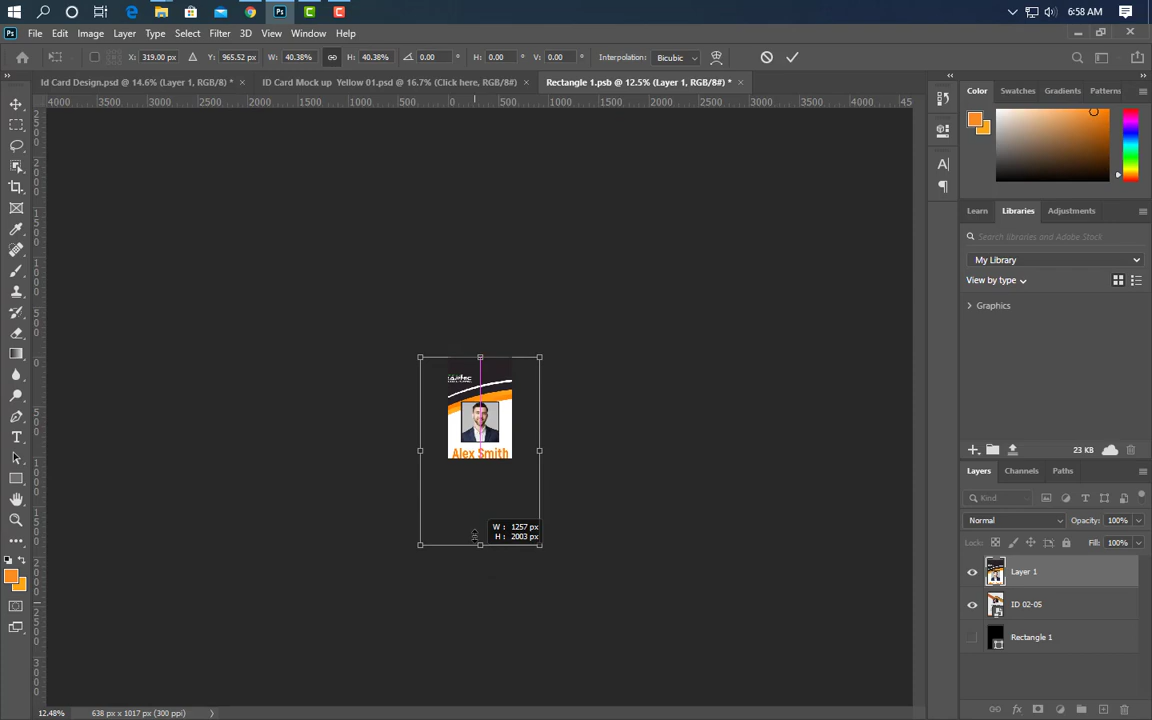 6:58 AM
Ps
File Edit Image Layer Type Select Filter 3D View Window Help
X: 319.00 px Y: 965.52 px W: 40.38% H: 40.38% 0.00 ° H: 0.00 ° V: 0.00 ° Interpolation: Bicubic
Id Card Design.psd @ 14.6% (Layer 1, RGB/8) * ×
ID Card Mock up Yellow 01.psd @ 16.7% (Click here, RGB/8#) ×
Rectangle 1.psb @ 12.5% (Layer 1, RGB/8#) * ×
4000 3500 3000 2500 2000 1500 1000 500 0 500 1000 1500 2000 2500 3000 3500 4000 45
Color Swatches Gradients Patterns
Learn Libraries Adjustments
Search libraries and Adobe Stock
My Library
View by type
Graphics
Alex Smith
W : 1257 px
H : 2003 px
23 KB
Layers Channels Paths
Kind
Normal Opacity: 100%
Lock: Fill: 100%
Layer 1
ID 02-05
Rectangle 1
12.48% 638 px x 1017 px (300 ppi)